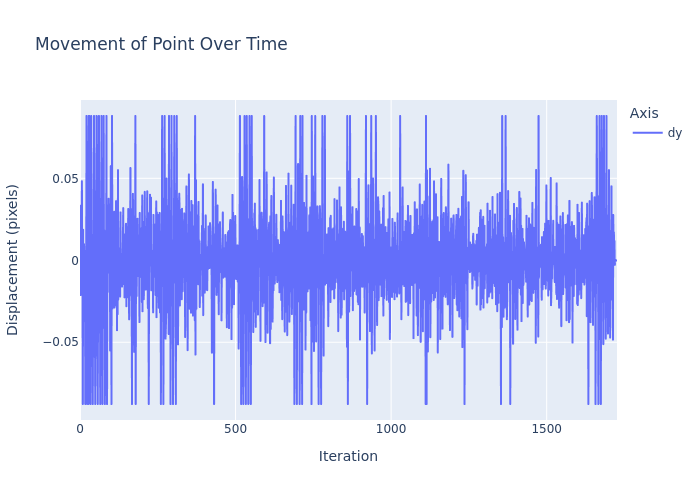 Movement of Point Over Time
Axis
dy
Displacement (pixels)
0.05
0
−0.05
0
500
1000
1500
Iteration